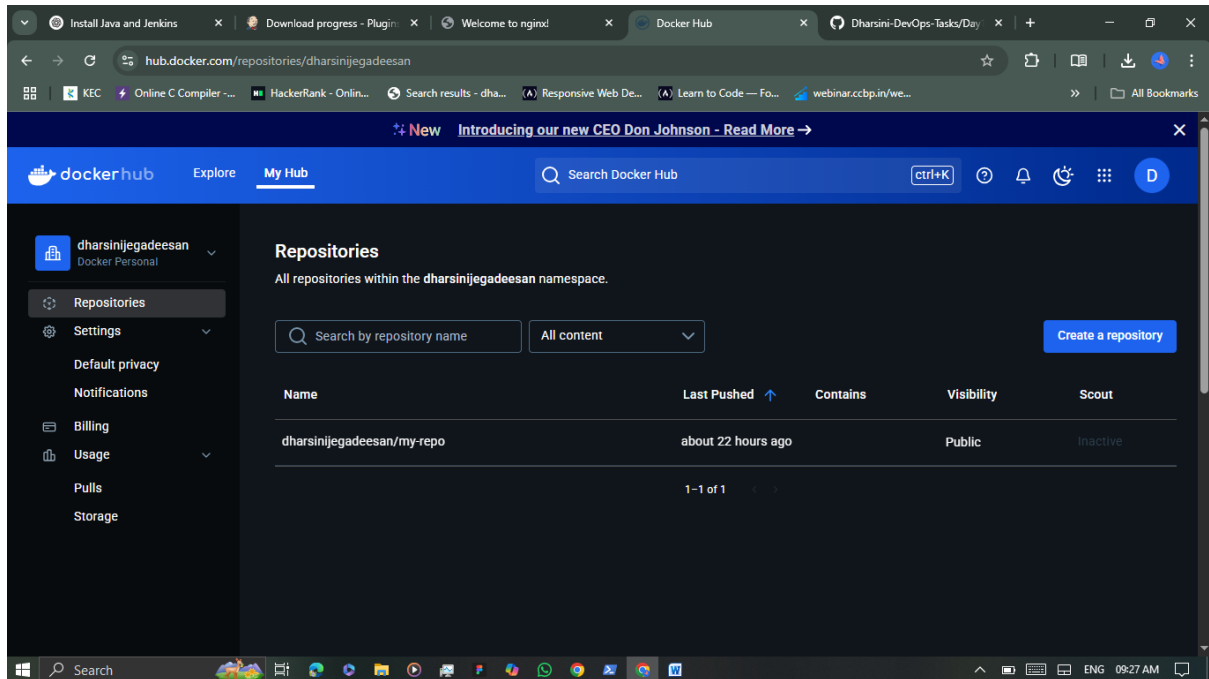 Install Java and Jenkins
Download progress - Plugin
Welcome to nginx!
Docker Hub
Dharsini-DevOps-Tasks/Day
hub.docker.com/repositories/dharsinijegadeesan
KEC
Online C Compiler -...
HackerRank - Onlin...
Search results - dha...
Responsive Web De...
Learn to Code — Fo...
webinar.ccbp.in/we...
All Bookmarks
New Introducing our new CEO Don Johnson - Read More →
dockerhub
Explore
My Hub
Search Docker Hub
ctrl+K
D
dharsinijegadeesan
Docker Personal
Repositories
Settings
Default privacy
Notifications
Billing
Usage
Pulls
Storage
Repositories
All repositories within the dharsinijegadeesan namespace.
Search by repository name
All content
Create a repository
Name Last Pushed Contains Visibility Scout
dharsinijegadeesan/my-repo about 22 hours ago Public Inactive
1–1 of 1
Search
ENG 09:27 AM